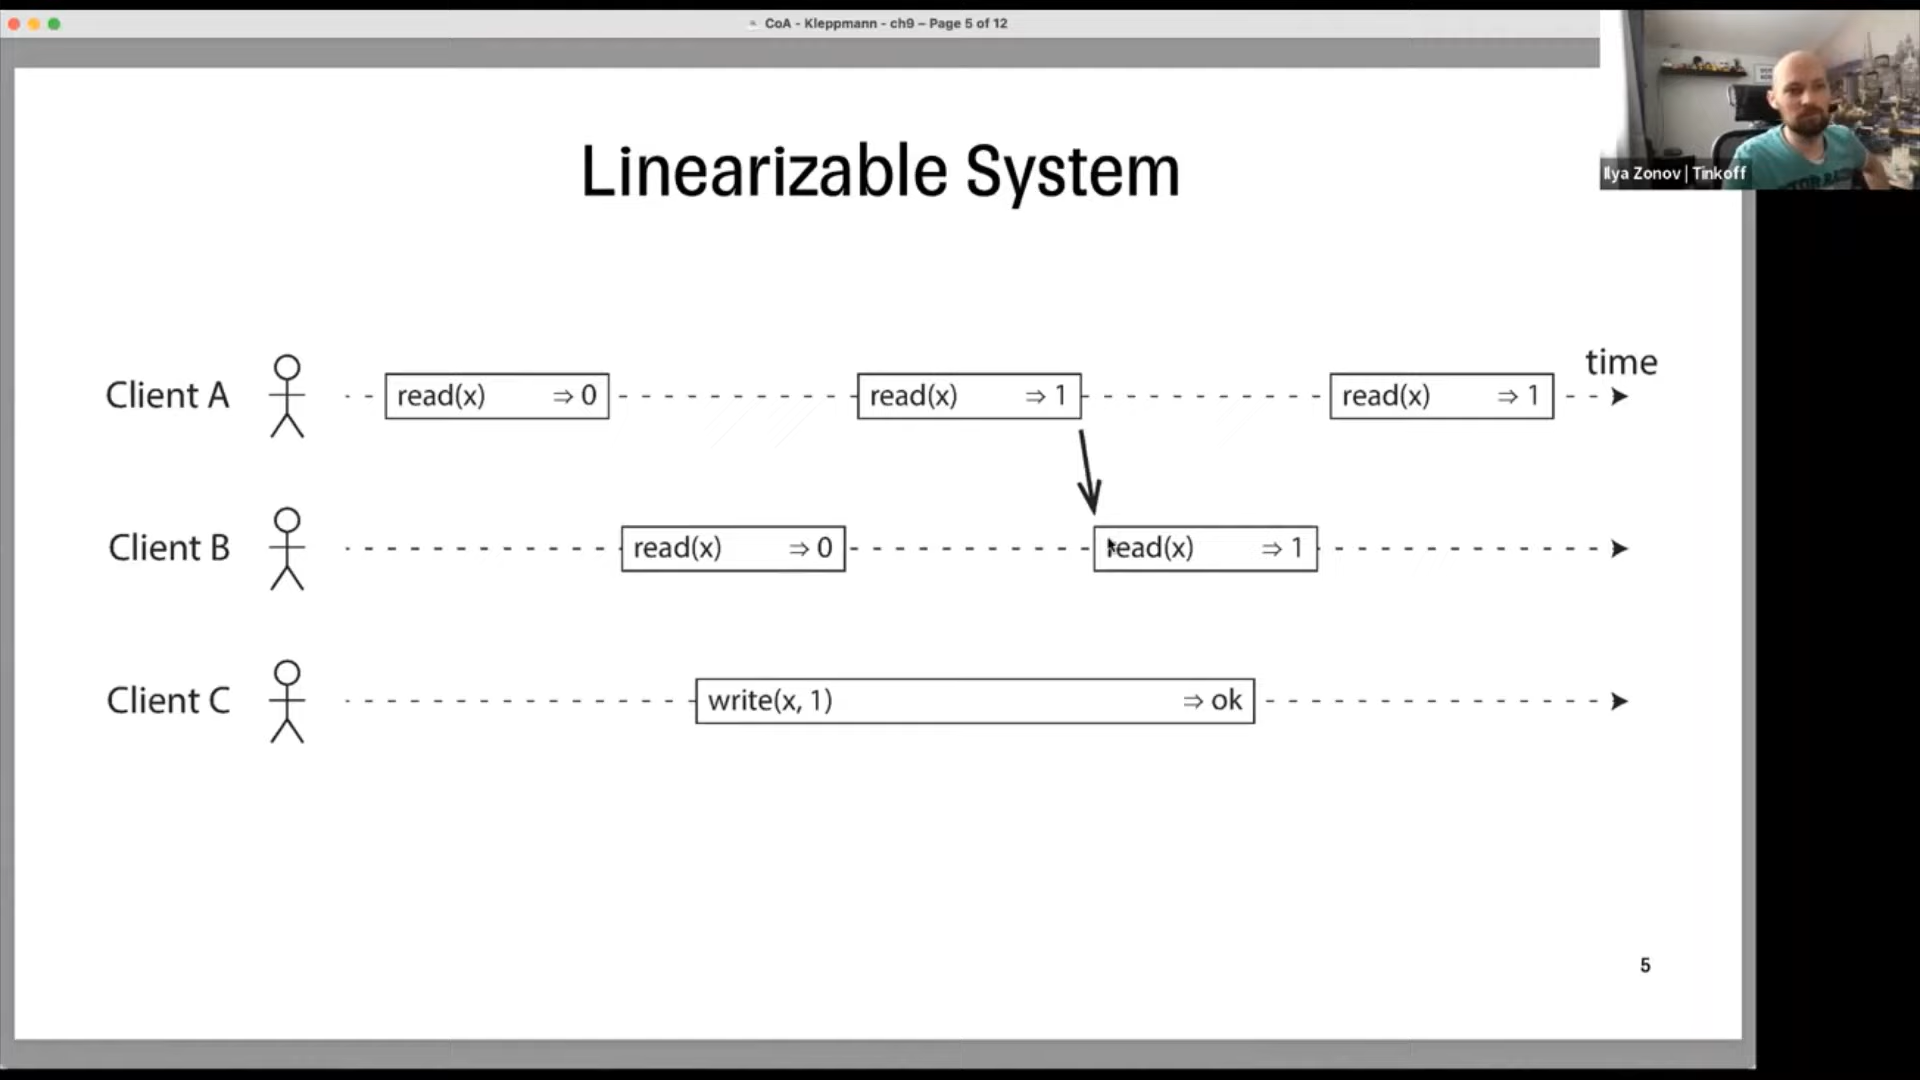 CoA - Kleppmann - ch9 – Page 5 of 12
Ilya Zonov | Tinkoff
Linearizable System
time
Client A read(x) ⇒ 0 read(x) ⇒ 1 read(x) ⇒ 1
Client B read(x) ⇒ 0 read(x) ⇒ 1
Client C write(x, 1) ⇒ ok
5